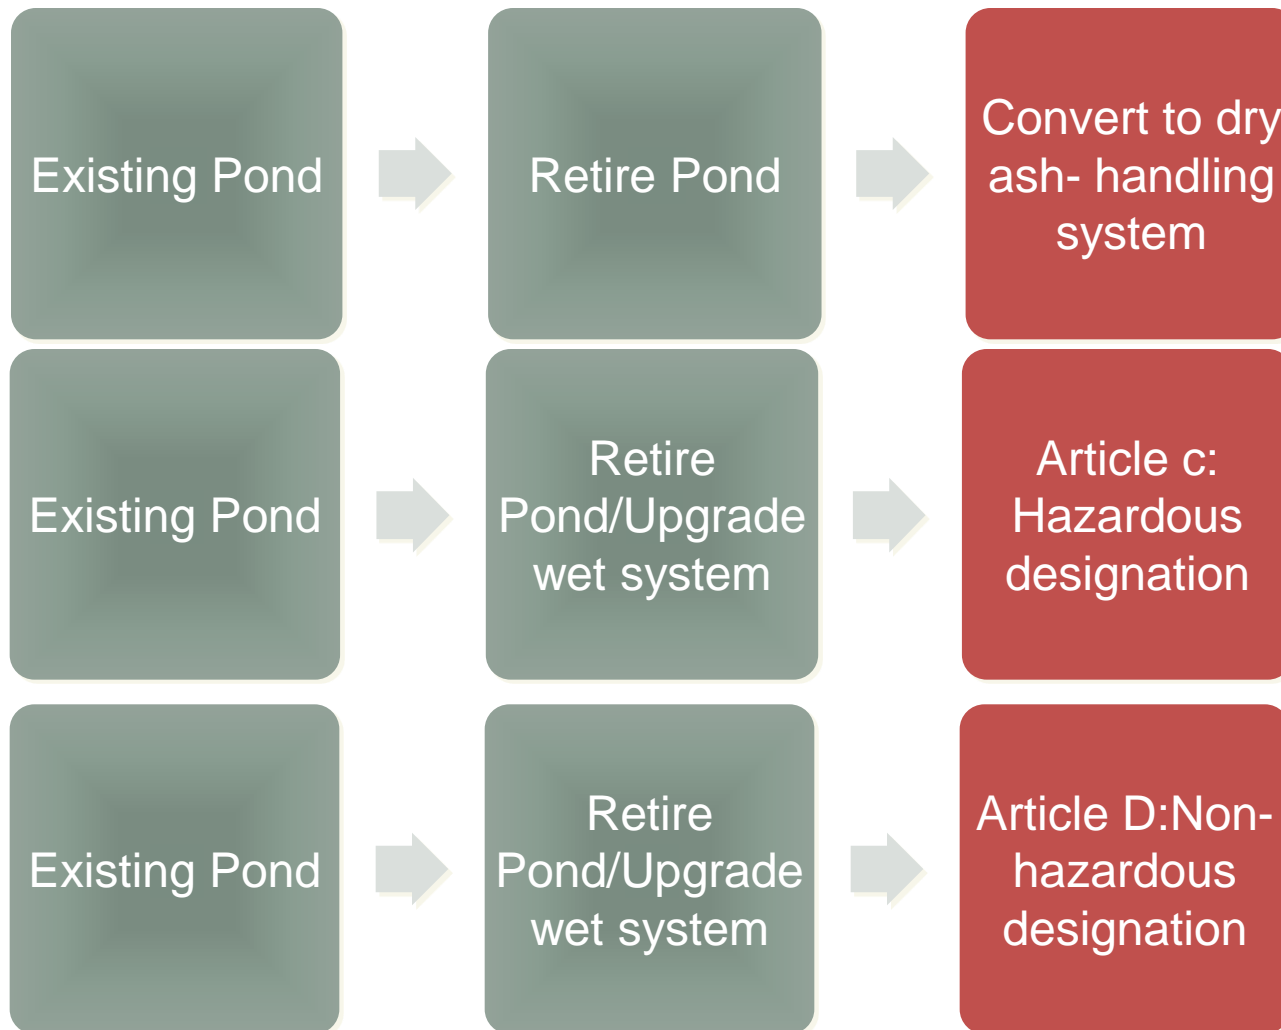 Existing Pond
Retire Pond
Convert to dry
ash- handling
system
Existing Pond
Retire
Pond/Upgrade
wet system
Article c:
Hazardous
designation
Existing Pond
Retire
Pond/Upgrade
wet system
Article D:Non-
hazardous
designation